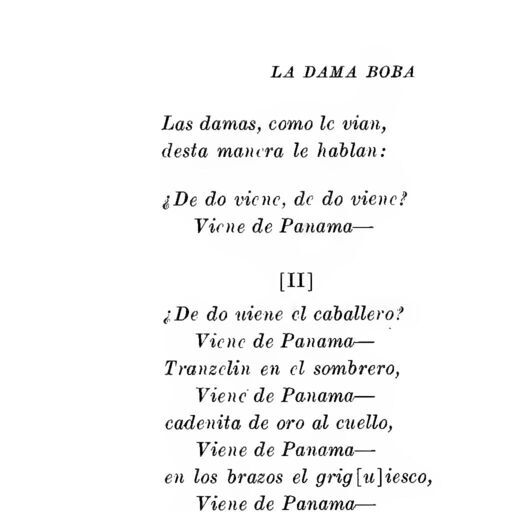 LA DAMA BOBA
Las damas, como le vian,
desta manera le hablan:
¿De do viene, de do viene?
Viene de Panama—
[II]
¿De do uiene el caballero?
Viene de Panama—
Tranzelin en el sombrero,
Viene de Panama—
cadenita de oro al cuello,
Viene de Panama—
en los brazos el grig[u]iesco,
Viene de Panama—